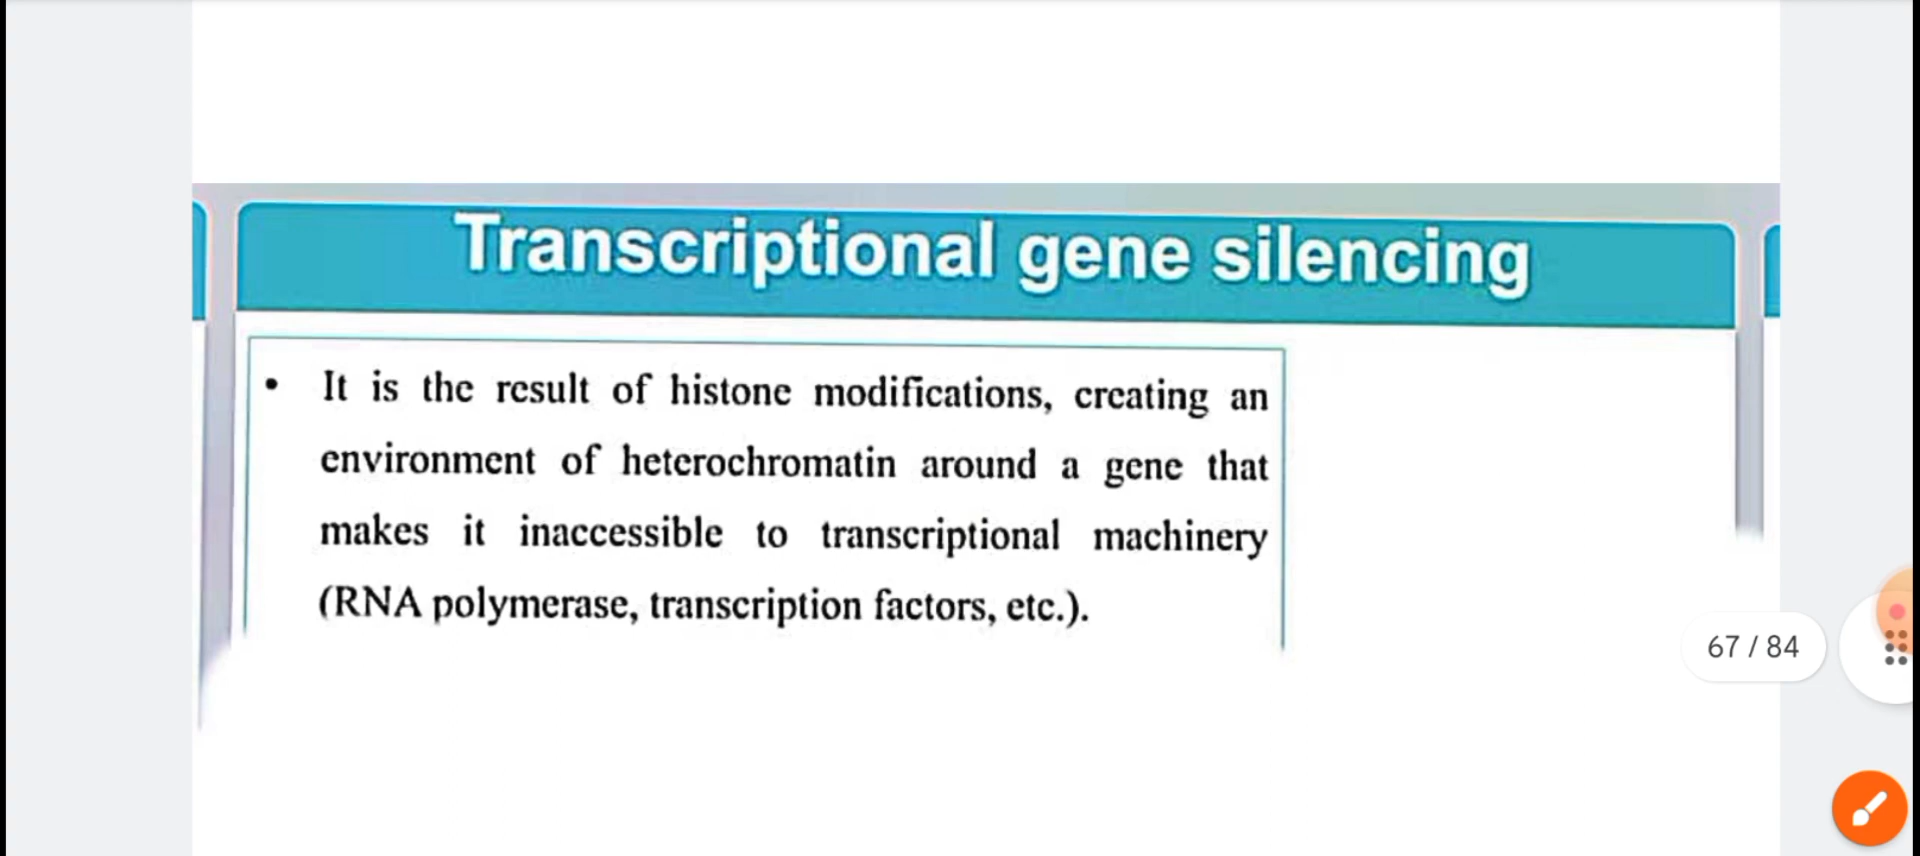 Transcriptional gene silencing
• It is the result of histone modifications, creating an
environment of heterochromatin around a gene that
makes it inaccessible to transcriptional machinery
(RNA polymerase, transcription factors, etc.).
67 / 84